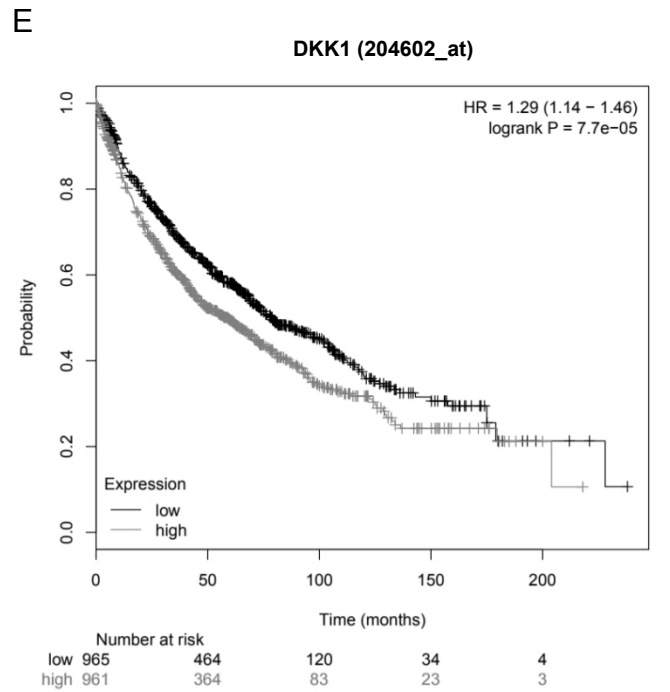 E
DKK1 (204602_at)
HR = 1.29 (1.14 − 1.46)
logrank P = 7.7e−05
Probability
1.0
0.8
0.6
0.4
0.2
0.0
Expression
low
high
0 50 100 150 200
Time (months)
Number at risk
low 965 464 120 34 4
high 961 364 83 23 3